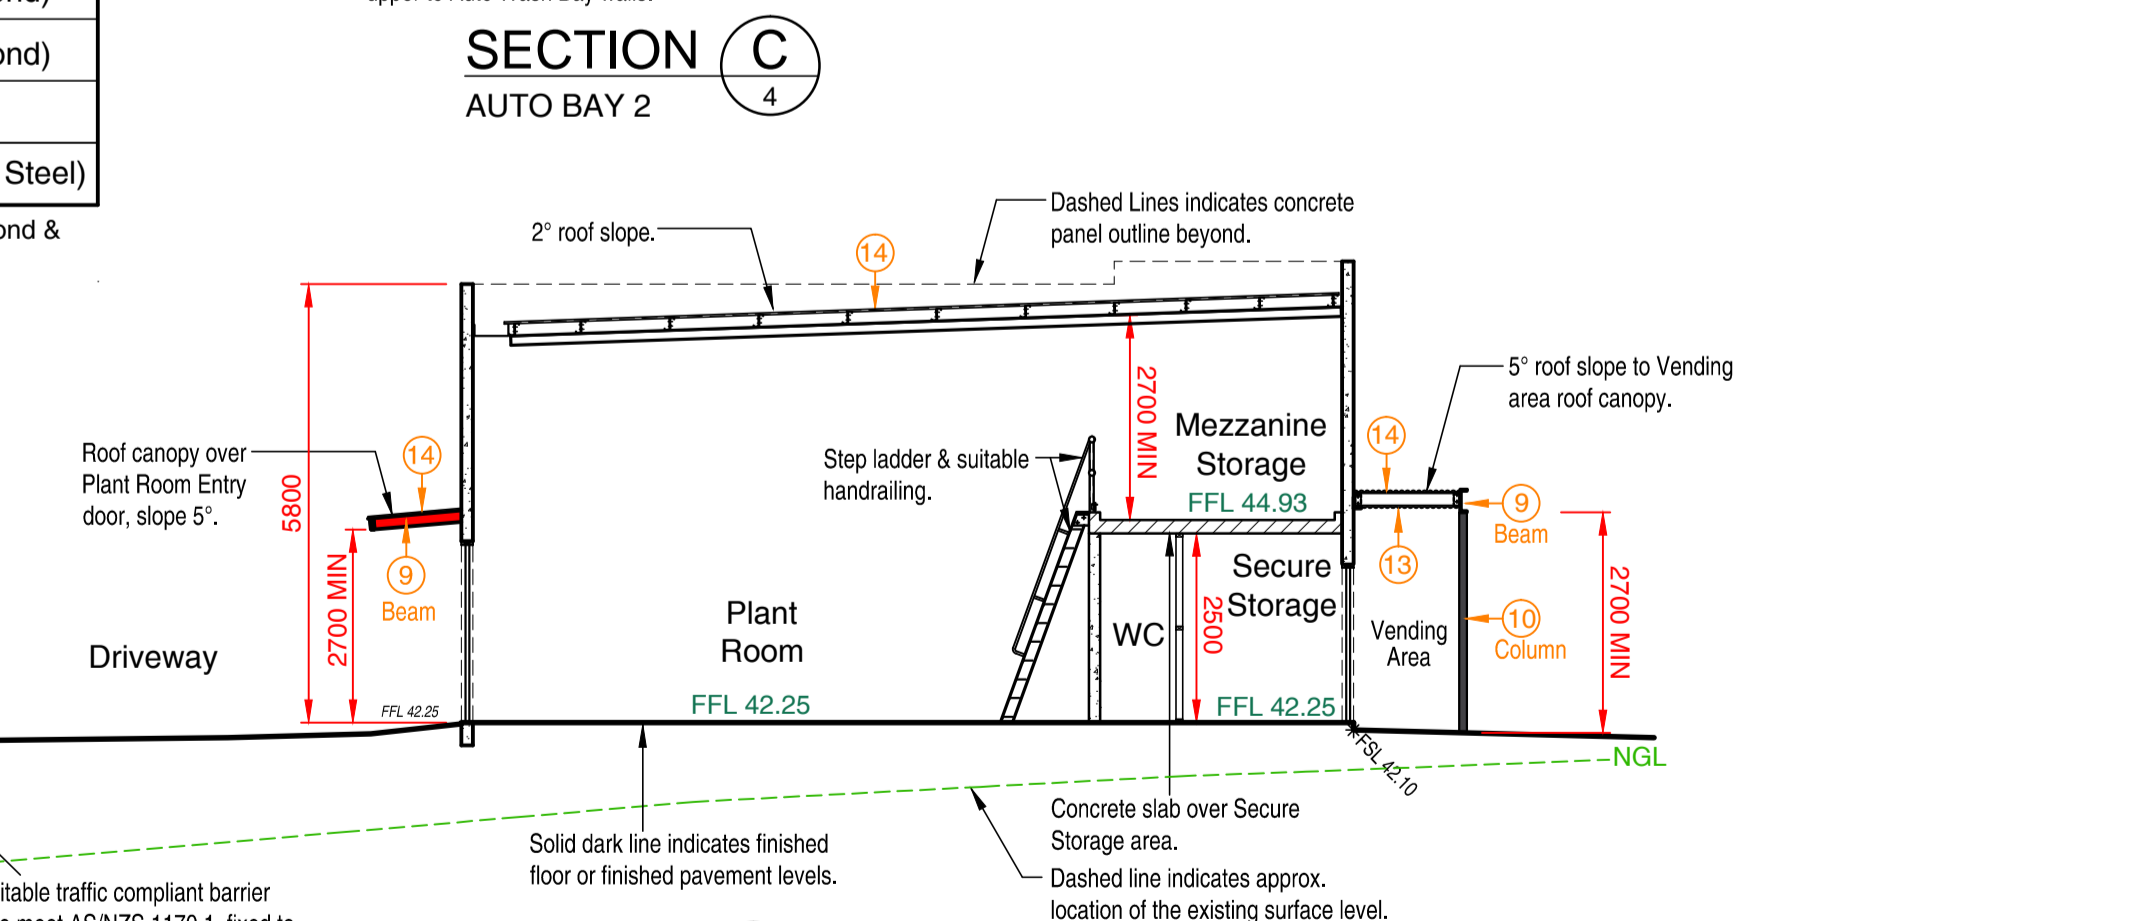 Steel)
SECTION C
4
AUTO BAY 2
Dashed Lines indicates concrete
panel outline beyond.
2° roof slope.
14
5° roof slope to Vending
area roof canopy.
Roof canopy over
Plant Room Entry
door, slope 5°.
14
9
Beam
5800
2700 MIN
Driveway
FFL 42.25
Step ladder & suitable
handrailing.
2700 MIN
Mezzanine
Storage
FFL 44.93
14
13
9
Beam
10
Column
2700 MIN
Plant
Room
FFL 42.25
WC
2500
Secure
Storage
FFL 42.25
Vending
Area
FSL 42.10
NGL
Solid dark line indicates finished
floor or finished pavement levels.
Concrete slab over Secure
Storage area.
Dashed line indicates approx.
location of the existing surface level.
traffic compliant barrier